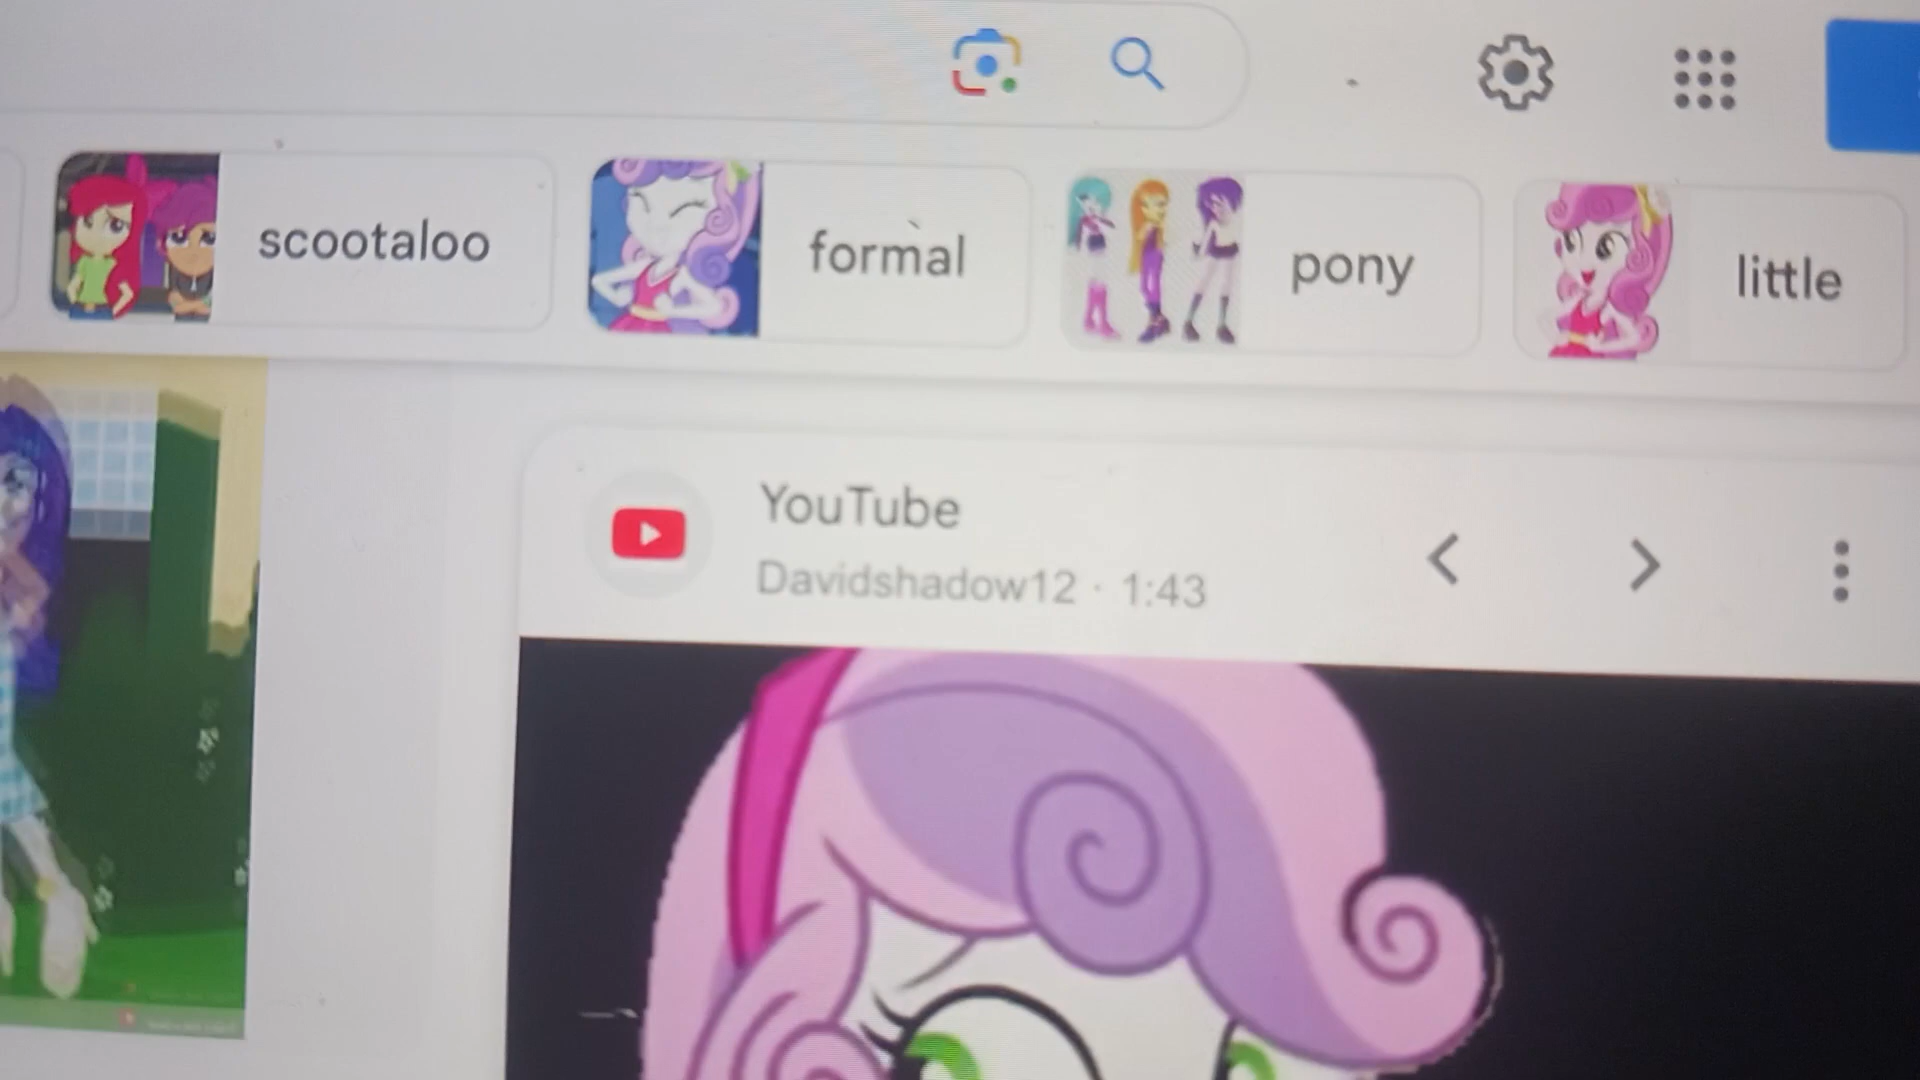 scootaloo
formal
pony
little
YouTube
Davidshadow12 · 1:43